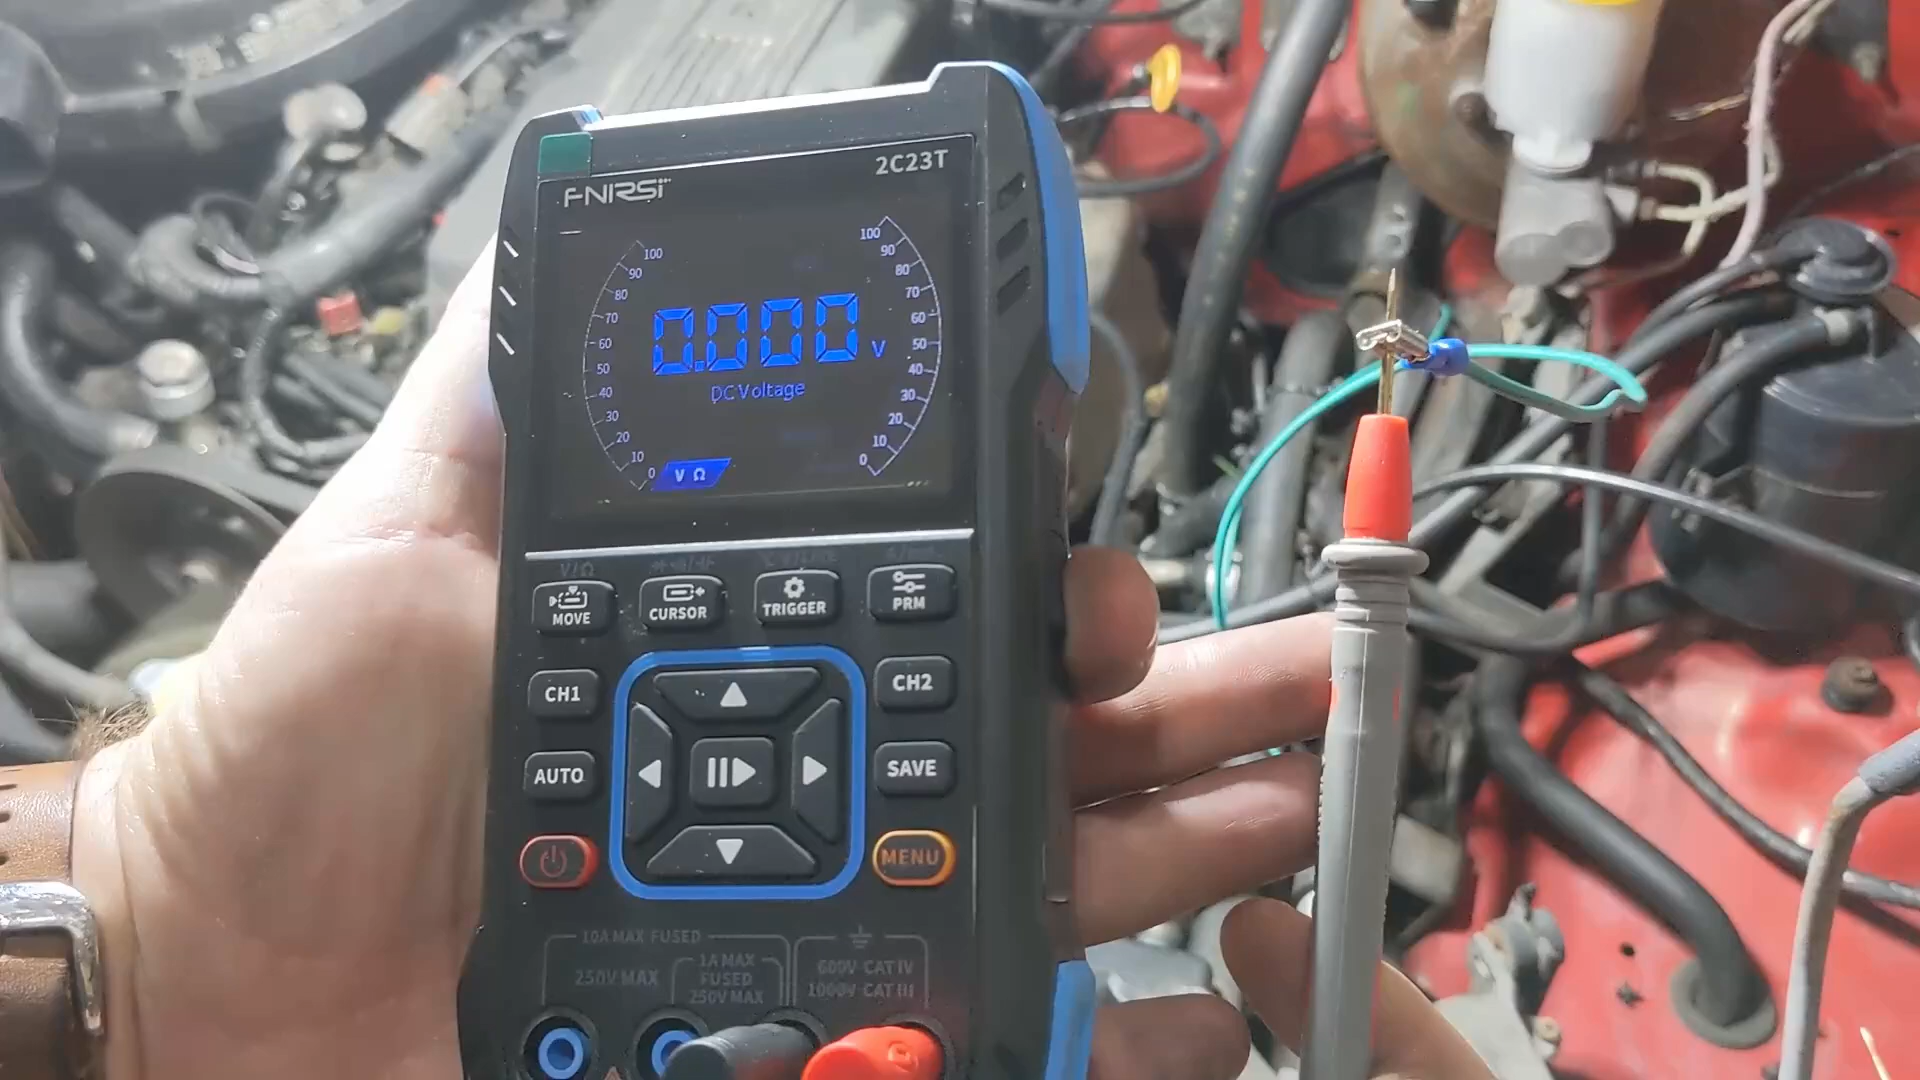 FNIRSI
2C23T
100
90
80
70
60
50
40
30
20
10
0
100
90
80
70
60
50
40
30
20
10
0
0.000 V
DC Voltage
V Ω
V/Ω
MOVE
CURSOR
TRIGGER
PRM
CH1
CH2
AUTO
SAVE
MENU
10A MAX FUSED
250V MAX
1A MAX
FUSED
250V MAX
600V CAT IV
1000V CAT III